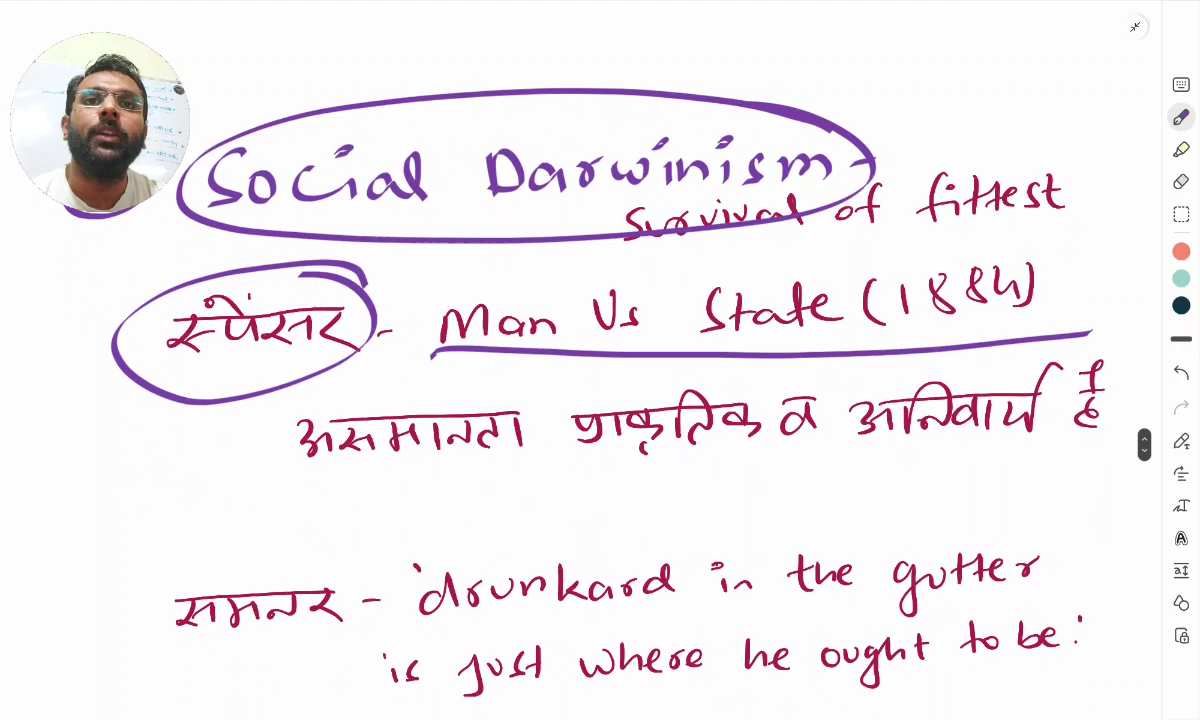 Social Darwinism -
survival of fittest
स्पेंसर - Man Vs State (1884)
असमानता प्राकृतिक व अनिवार्य है
समनर - 'drunkard in the gutter
is just where he ought to be'